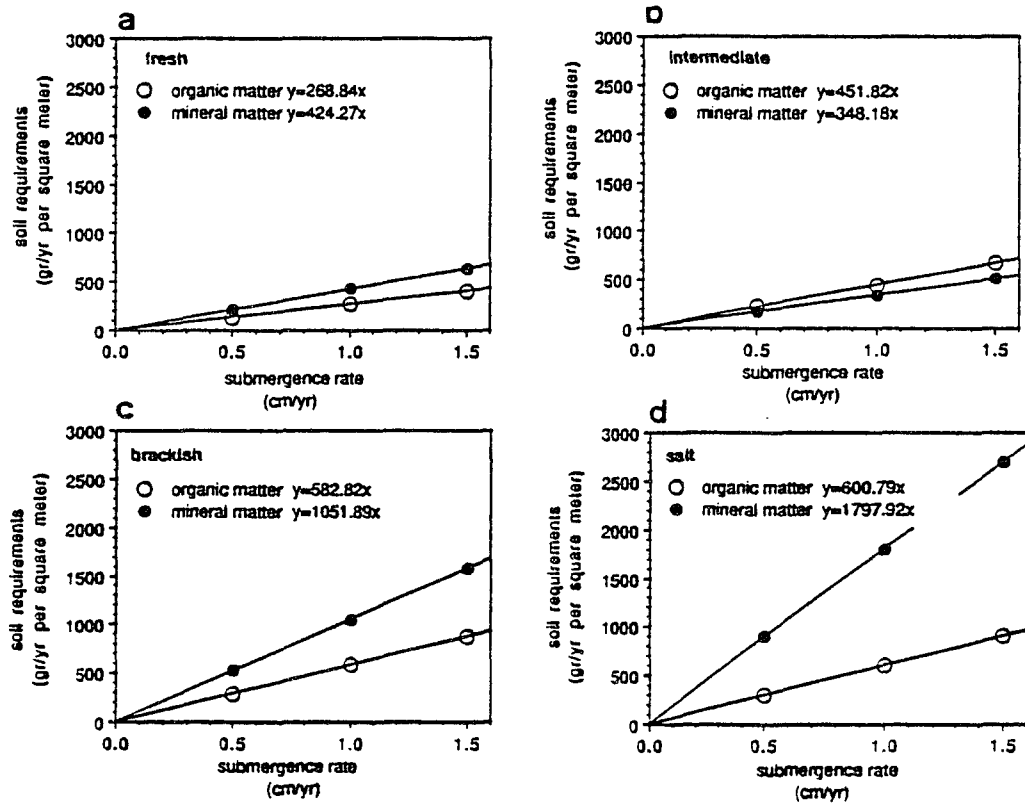 a
fresh
organic matter y=268.84x
mineral matter y=424.27x
soil requirements
(gr/yr per square meter)
3000
2500
2000
1500
1000
500
0
0.0 0.5 1.0 1.5
submergence rate
(cm/yr)
b
intermediate
organic matter y=451.82x
mineral matter y=348.18x
soil requirements
(gr/yr per square meter)
3000
2500
2000
1500
1000
500
0
0.0 0.5 1.0 1.5
submergence rate
(cm/yr)
c
brackish
organic matter y=582.82x
mineral matter y=1051.89x
soil requirements
(gr/yr per square meter)
3000
2500
2000
1500
1000
500
0
0.0 0.5 1.0 1.5
submergence rate
(cm/yr)
d
salt
organic matter y=600.79x
mineral matter y=1797.92x
soil requirements
(gr/yr per square meter)
3000
2500
2000
1500
1000
500
0
0.0 0.5 1.0 1.5
submergence rate
(cm/yr)